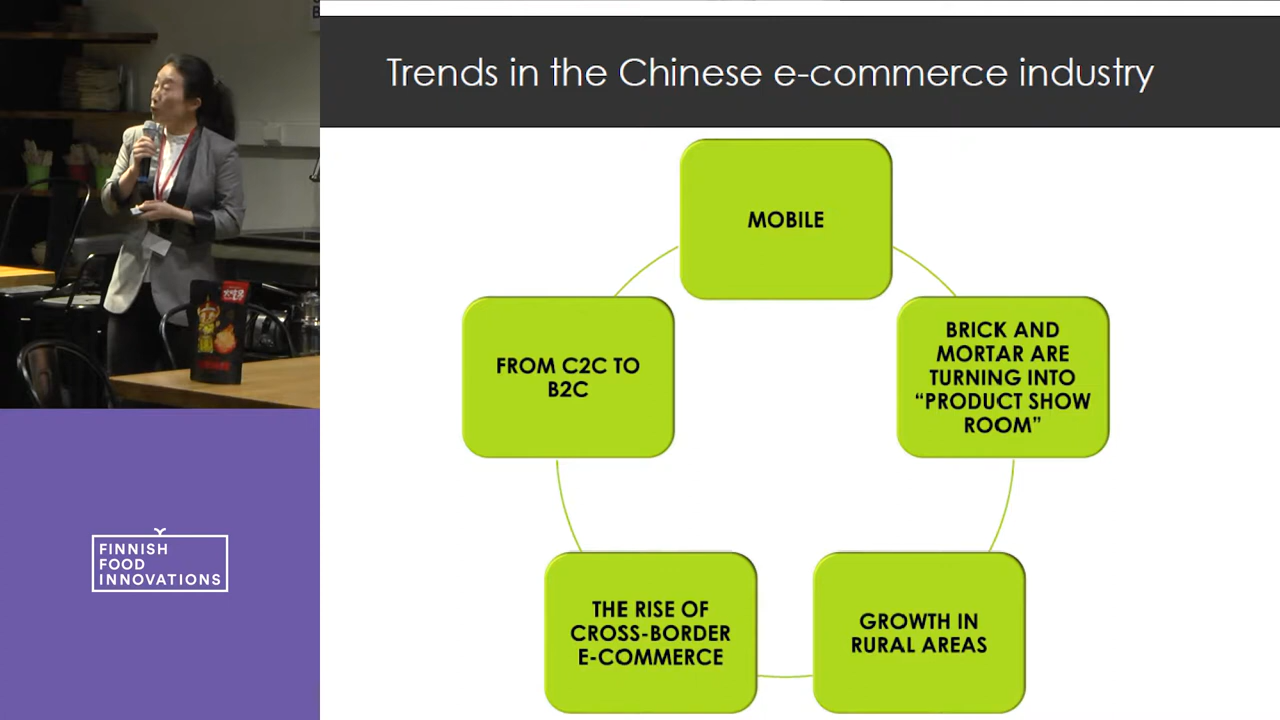 Trends in the Chinese e-commerce industry
MOBILE
BRICK AND
MORTAR ARE
TURNING INTO
“PRODUCT SHOW
ROOM”
GROWTH IN
RURAL AREAS
THE RISE OF
CROSS-BORDER
E-COMMERCE
FROM C2C TO
B2C
FINNISH
FOOD
INNOVATIONS